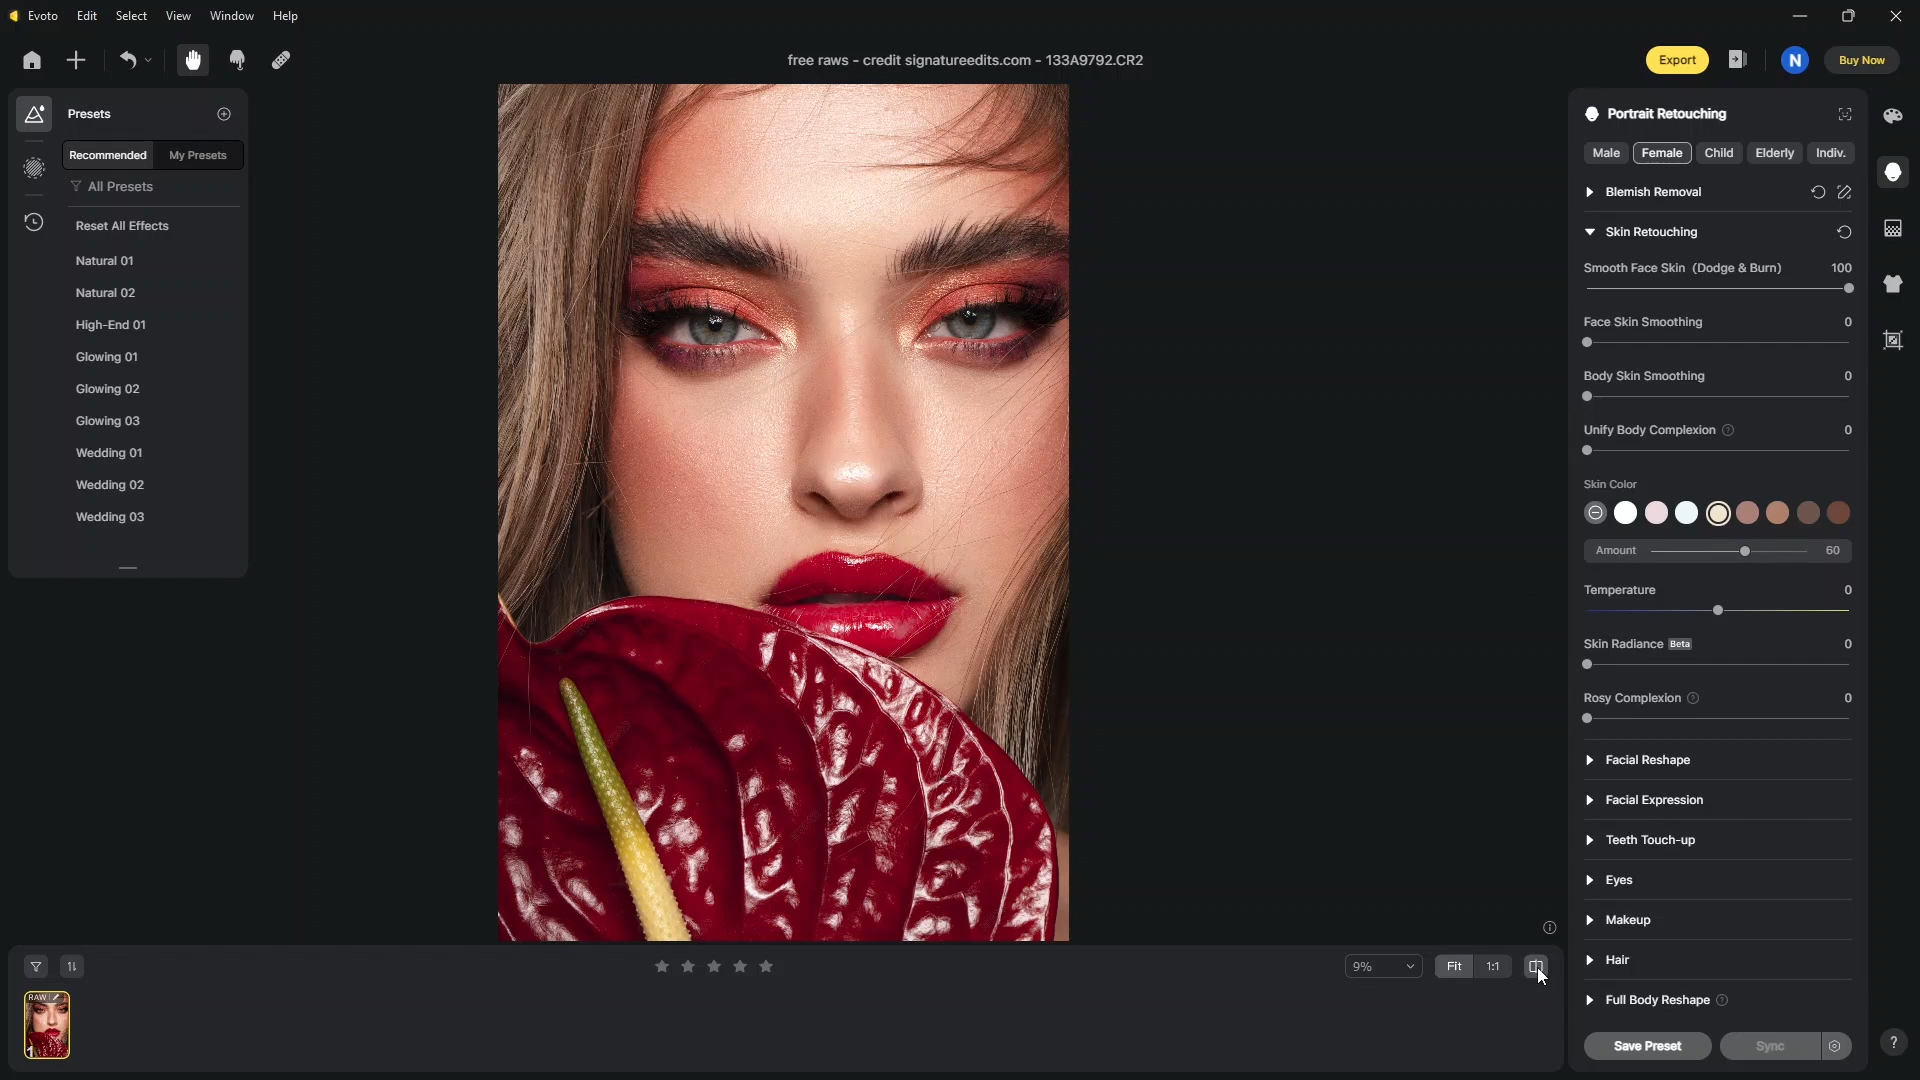 Evoto Edit Select View Window Help
free raws - credit signatureedits.com - 133A9792.CR2
Export
N
Buy Now
Presets
Recommended My Presets
All Presets
Reset All Effects
Natural 01
Natural 02
High-End 01
Glowing 01
Glowing 02
Glowing 03
Wedding 01
Wedding 02
Wedding 03
Portrait Retouching
Male Female Child Elderly Indiv.
Blemish Removal
Skin Retouching
Smooth Face Skin (Dodge & Burn) 100
Face Skin Smoothing 0
Body Skin Smoothing 0
Unify Body Complexion ? 0
Skin Color
Amount 60
Temperature 0
Skin Radiance Beta 0
Rosy Complexion ? 0
Facial Reshape
Facial Expression
Teeth Touch-up
Eyes
Makeup
Hair
Full Body Reshape ?
Save Preset Sync
?
9% Fit 1:1
RAW
1